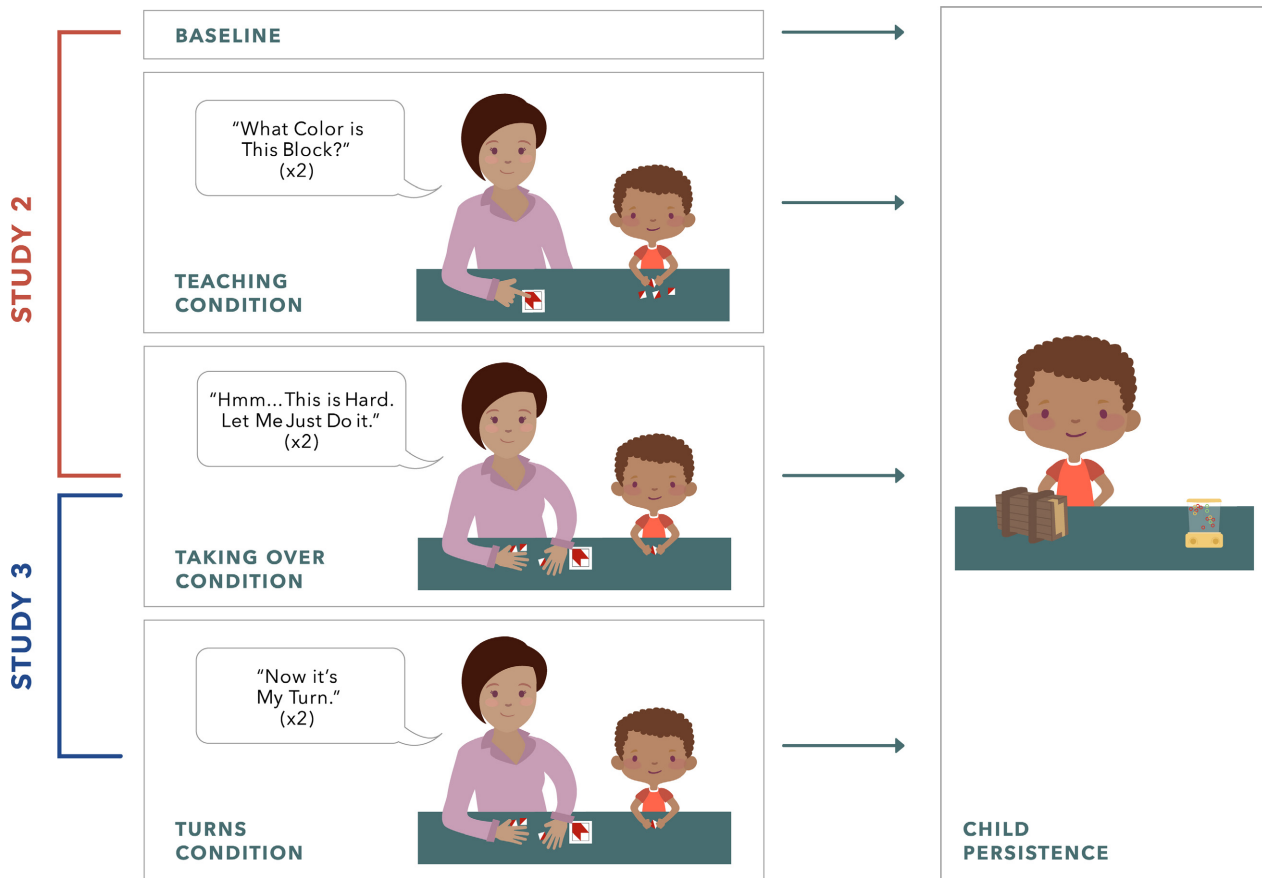 STUDY 2
BASELINE
“What Color is
This Block?”
(x2)
TEACHING
CONDITION
“Hmm...This is Hard.
Let Me Just Do it.”
(x2)
TAKING OVER
CONDITION
STUDY 3
“Now it’s
My Turn.”
(x2)
TURNS
CONDITION
CHILD
PERSISTENCE